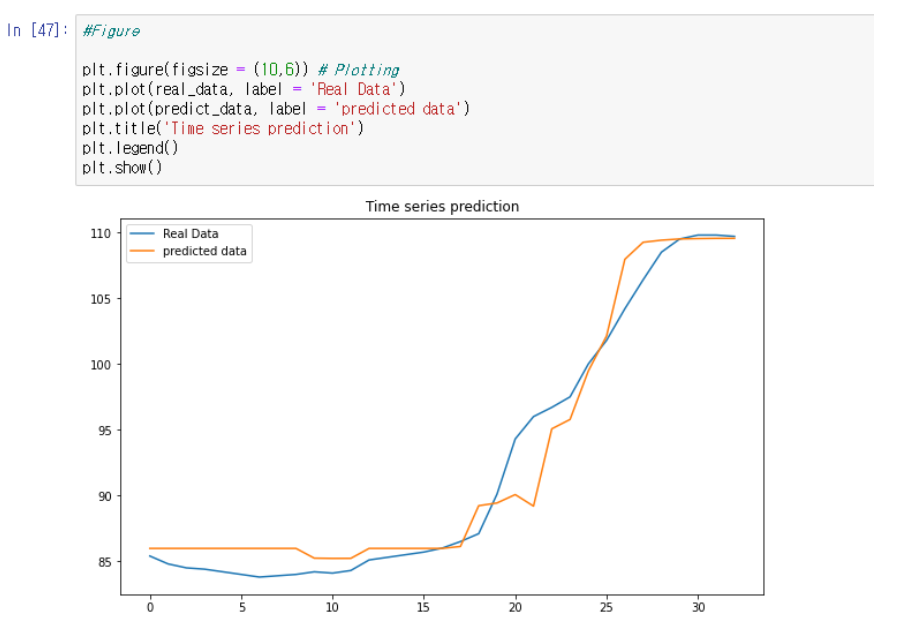 In [47]:
#Figure
plt.figure(figsize = (10,6)) # Plotting
plt.plot(real_data, label = 'Real Data')
plt.plot(predict_data, label = 'predicted data')
plt.title('Time series prediction')
plt.legend()
plt.show()
Time series prediction
Real Data
predicted data
110
105
100
95
90
85
0 5 10 15 20 25 30